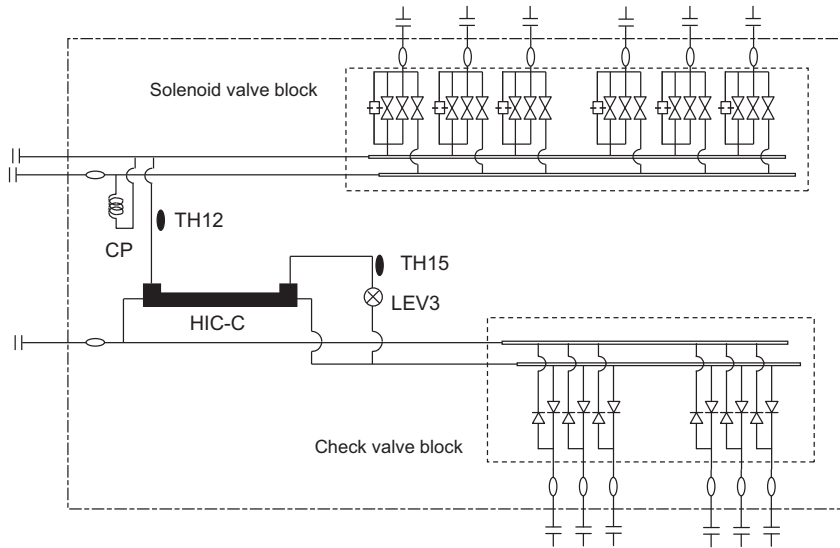 Solenoid valve block
TH12
CP
TH15
LEV3
HIC-C
Check valve block